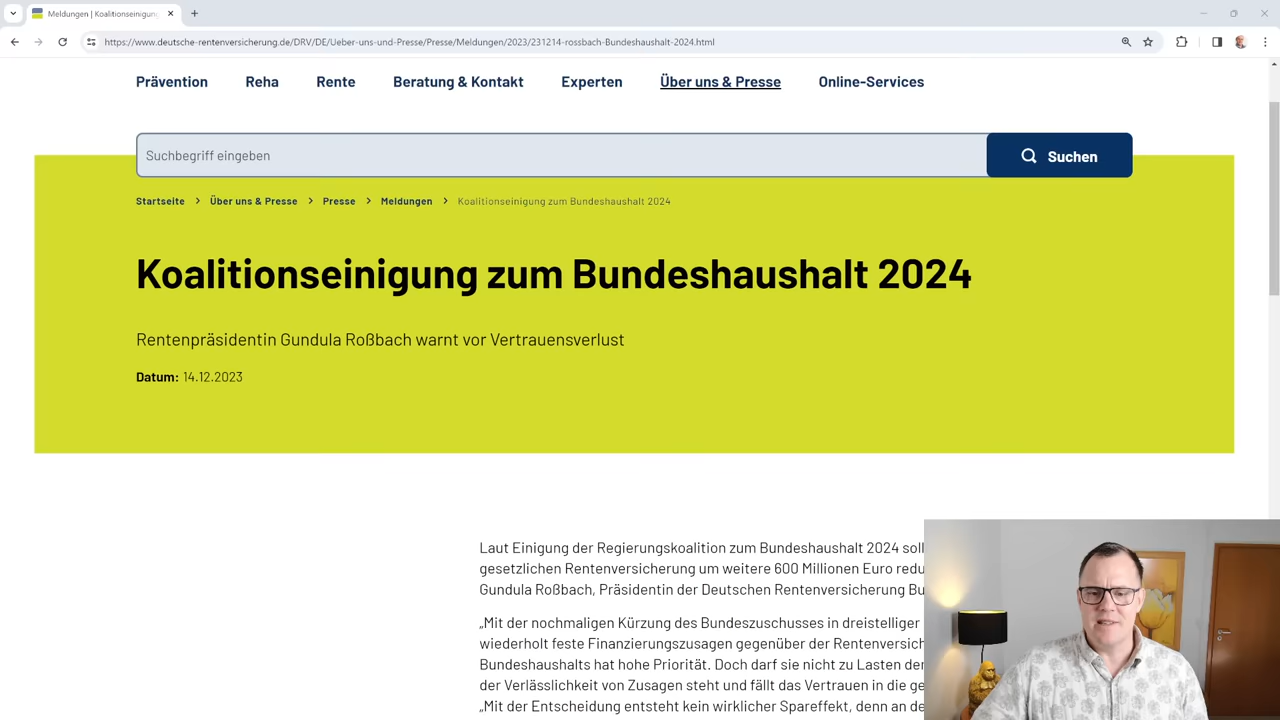 Meldungen | Koalitionseinigung
https://www.deutsche-rentenversicherung.de/DRV/DE/Ueber-uns-und-Presse/Presse/Meldungen/2023/231214-rossbach-Bundeshaushalt-2024.html
Prävention Reha Rente Beratung & Kontakt Experten Über uns & Presse Online-Services
Suchbegriff eingeben Suchen
Startseite > Über uns & Presse > Presse > Meldungen > Koalitionseinigung zum Bundeshaushalt 2024
Koalitionseinigung zum Bundeshaushalt 2024
Rentenpräsidentin Gundula Roßbach warnt vor Vertrauensverlust
Datum: 14.12.2023
Laut Einigung der Regierungskoalition zum Bundeshaushalt 2024 soll
gesetzlichen Rentenversicherung um weitere 600 Millionen Euro redu
Gundula Roßbach, Präsidentin der Deutschen Rentenversicherung Bu
„Mit der nochmaligen Kürzung des Bundeszuschusses in dreistelliger
wiederholt feste Finanzierungszusagen gegenüber der Rentenversich
Bundeshaushalts hat hohe Priorität. Doch darf sie nicht zu Lasten der
der Verlässlichkeit von Zusagen steht und fällt das Vertrauen in die ge
„Mit der Entscheidung entsteht kein wirklicher Spareffekt, denn an de